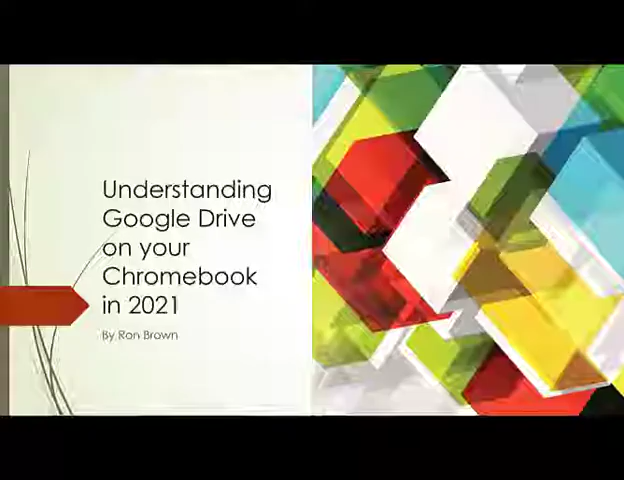 Understanding
Google Drive
on your
Chromebook
in 2021
By Ron Brown